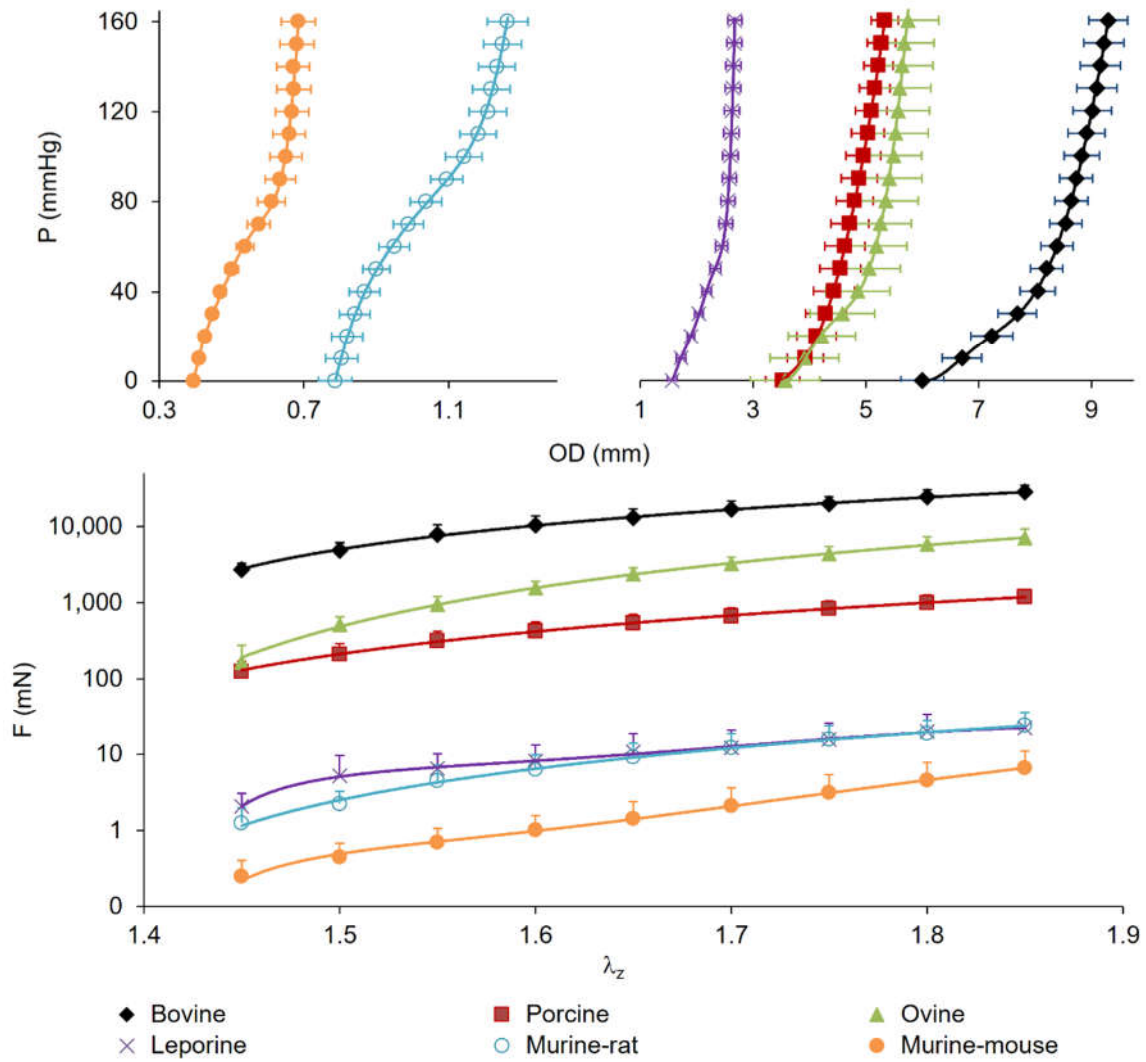 160
120
80
40
0
P (mmHg)
0.3 0.7 1.1 1 3 5 7 9
OD (mm)
10,000
1,000
100
10
1
0
F (mN)
1.4 1.5 1.6 1.7 1.8 1.9
λz
Bovine Porcine Ovine
Leporine Murine-rat Murine-mouse